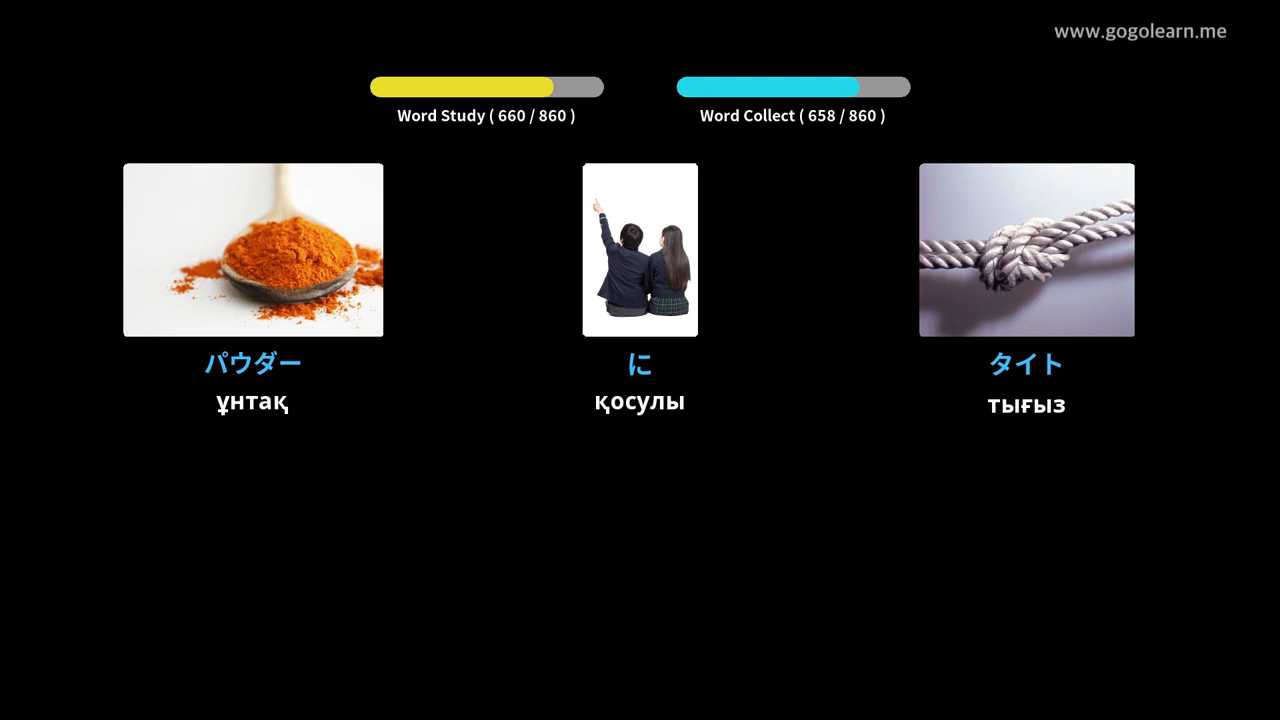 www.gogolearn.me
Word Study ( 660 / 860 )
Word Collect ( 658 / 860 )
パウダー
に
タイト
ұнтақ
қосулы
тығыз